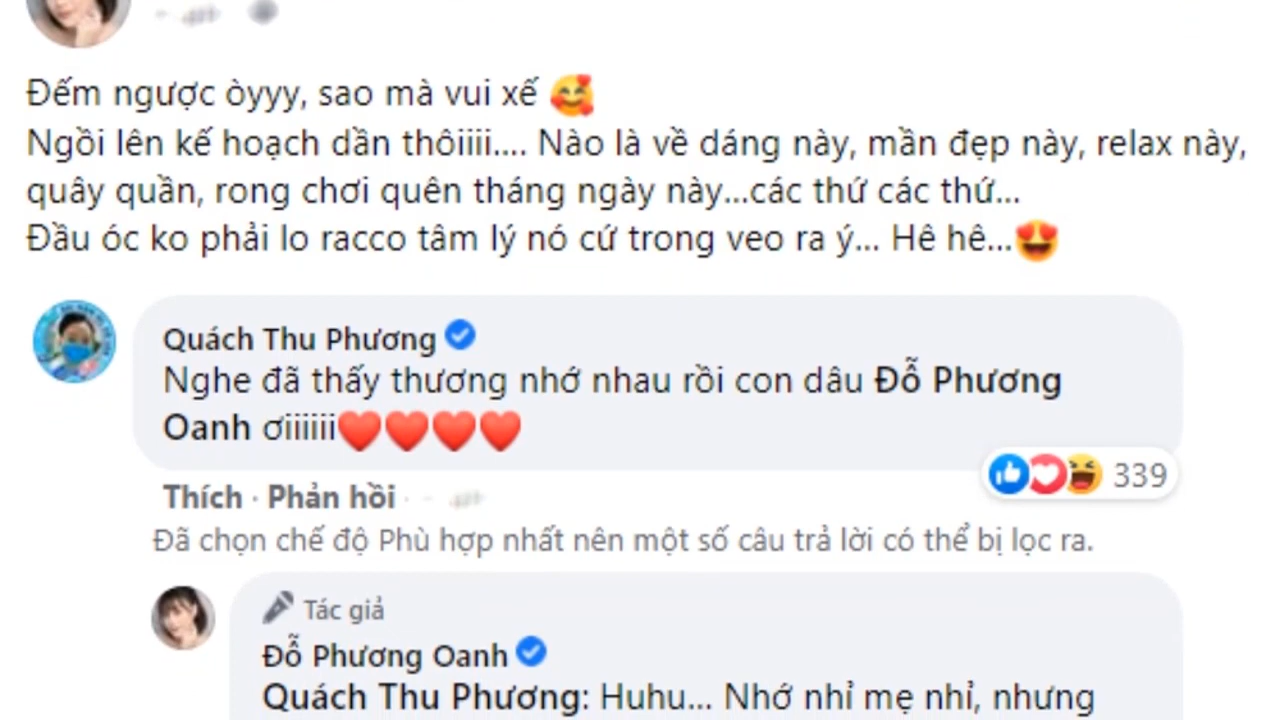 Đếm ngược òyyy, sao mà vui xế 🥰
Ngồi lên kế hoạch dần thôiiii.... Nào là về dáng này, mần đẹp này, relax này,
quây quần, rong chơi quên tháng ngày này...các thứ các thứ...
Đầu óc ko phải lo racco tâm lý nó cứ trong veo ra ý... Hê hê...😍
Quách Thu Phương
Nghe đã thấy thương nhớ nhau rồi con dâu Đỗ Phương
Oanh ơiiiiii❤️❤️❤️❤️
339
Thích · Phản hồi ·
Đã chọn chế độ Phù hợp nhất nên một số câu trả lời có thể bị lọc ra.
Tác giả
Đỗ Phương Oanh
Quách Thu Phương: Huhu... Nhớ nhỉ mẹ nhỉ, nhưng